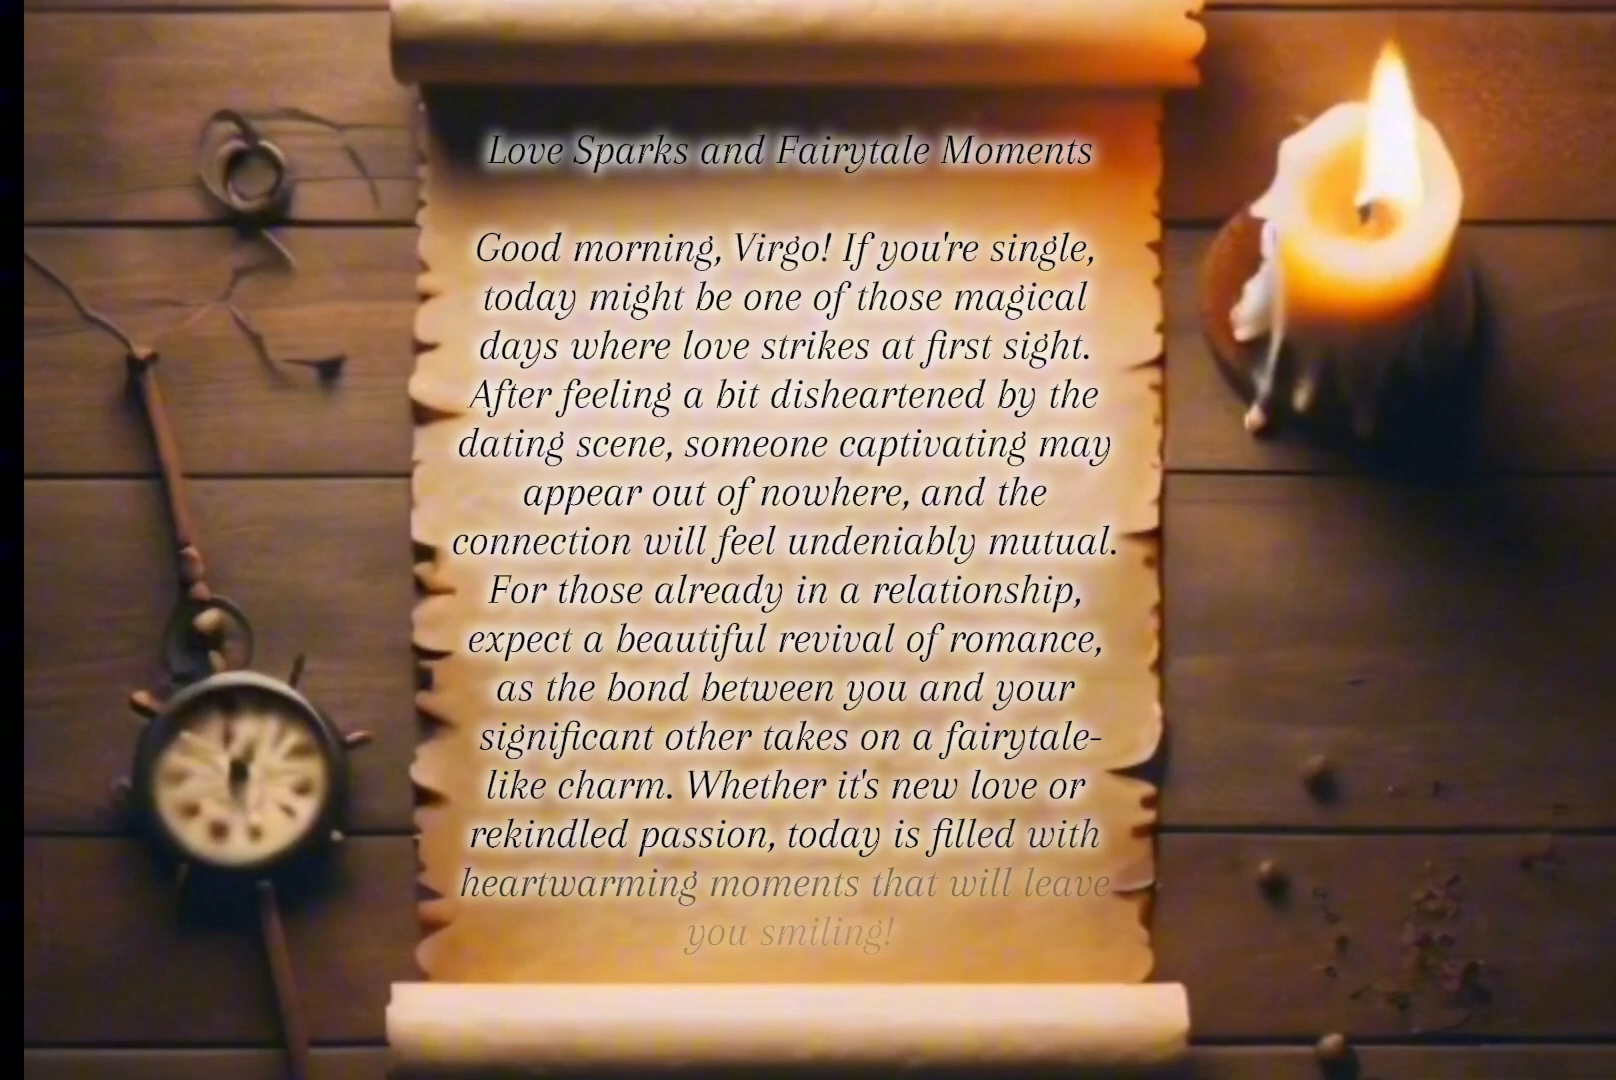 Love Sparks and Fairytale Moments
Good morning, Virgo! If you're single,
today might be one of those magical
days where love strikes at first sight.
After feeling a bit disheartened by the
dating scene, someone captivating may
appear out of nowhere, and the
connection will feel undeniably mutual.
For those already in a relationship,
expect a beautiful revival of romance,
as the bond between you and your
significant other takes on a fairytale-
like charm. Whether it's new love or
rekindled passion, today is filled with
heartwarming moments that will leave
you smiling!